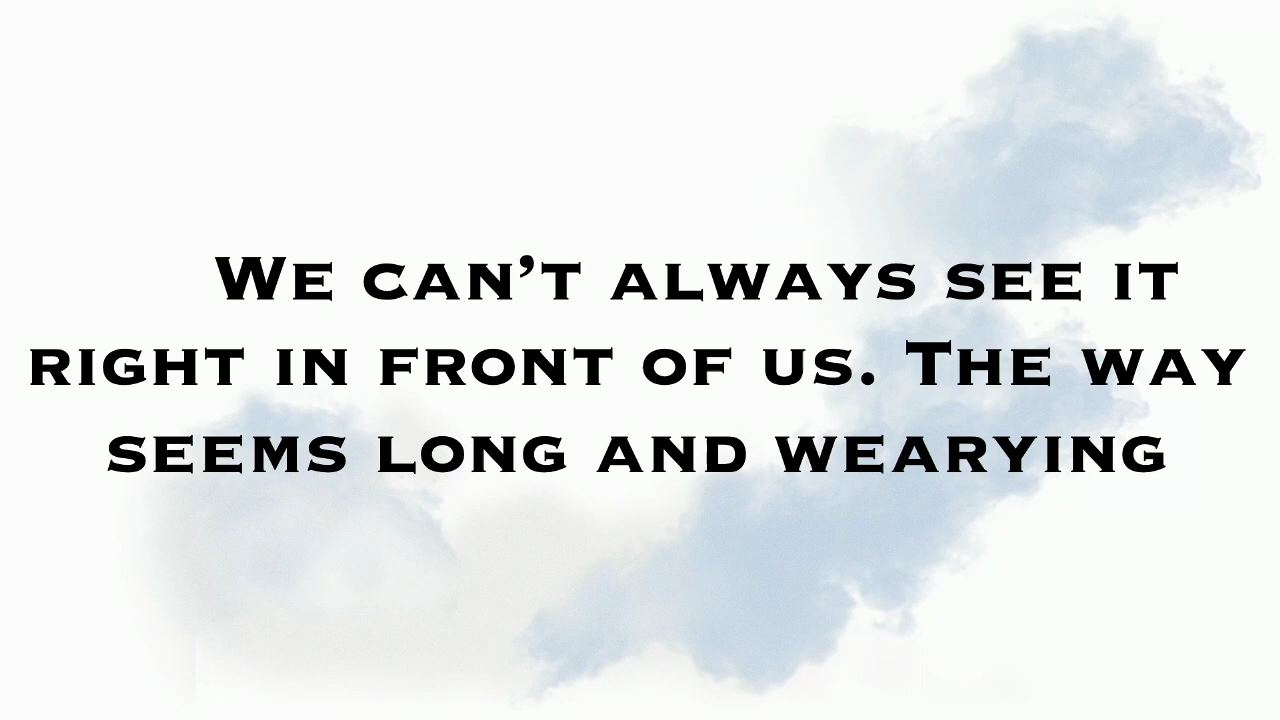 We can’t always see it
right in front of us. The way
seems long and wearying